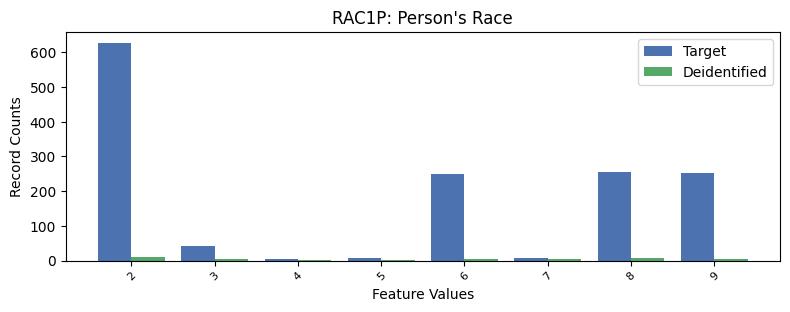 RAC1P: Person's Race
Target
Deidentified
Record Counts
600
500
400
300
200
100
0
2 3 4 5 6 7 8 9
Feature Values